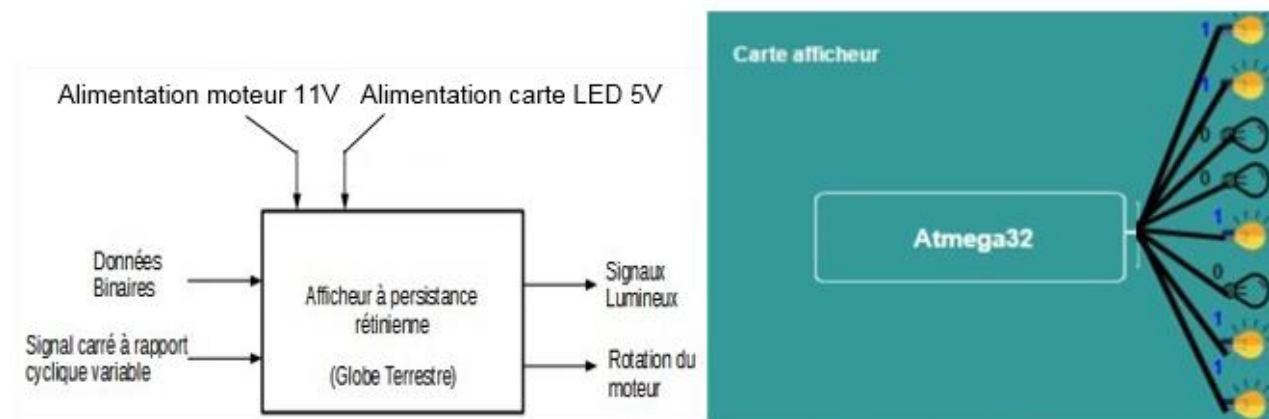 Alimentation moteur 11V Alimentation carte LED 5V
Données
Binaires
Signal carré à rapport
cyclique variable
Afficheur à persistance
rétinienne
(Globe Terrestre)
Signaux
Lumineux
Rotation du
moteur
Carte afficheur
Atmega32
1
1
0
0
1
0
1
1